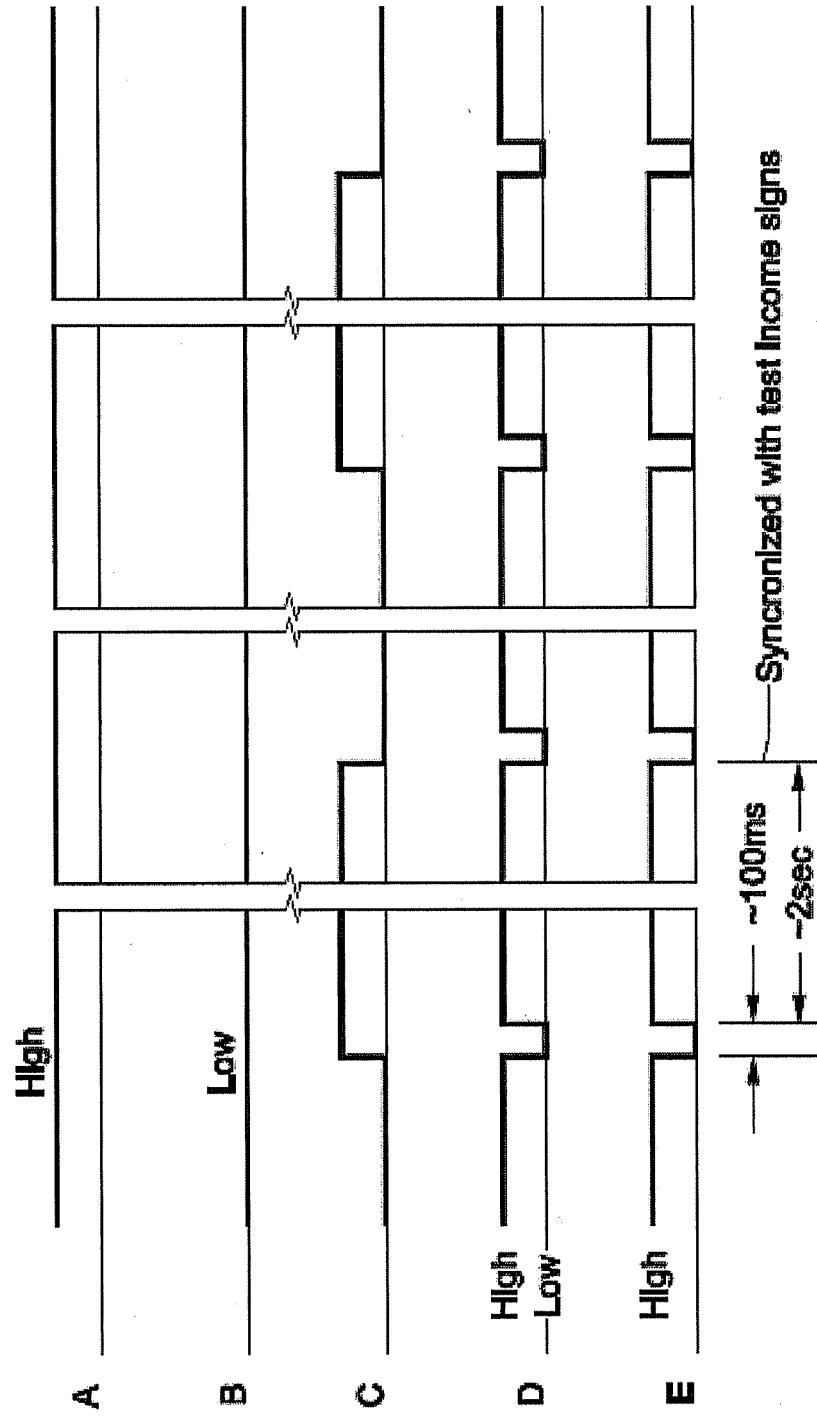 A
High
B
Low
C
D
High
Low
E
High
~100ms
~2sec
Syncronized with test Income signs